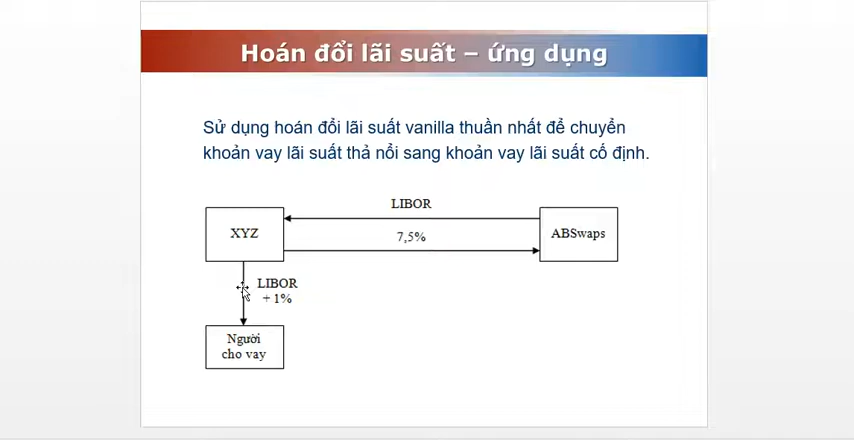 Hoán đổi lãi suất – ứng dụng
Sử dụng hoán đổi lãi suất vanilla thuần nhất để chuyển
khoản vay lãi suất thả nổi sang khoản vay lãi suất cố định.
LIBOR
XYZ
7,5%
ABSwaps
LIBOR
+ 1%
Người
cho vay